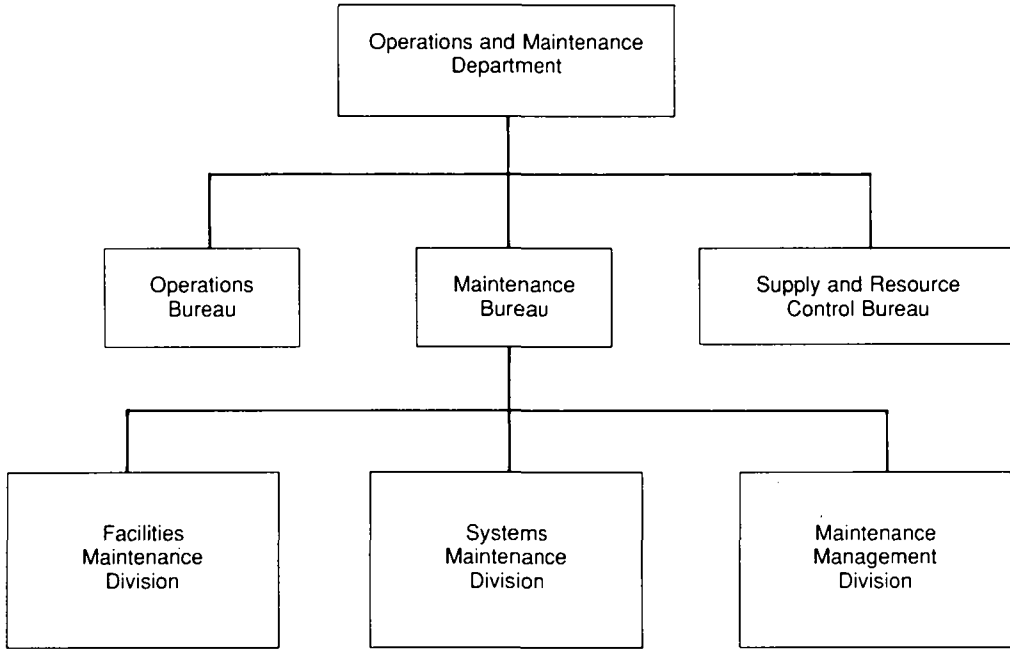 Operations and Maintenance
Department
Operations
Bureau
Maintenance
Bureau
Supply and Resource
Control Bureau
Facilities
Maintenance
Division
Systems
Maintenance
Division
Maintenance
Management
Division